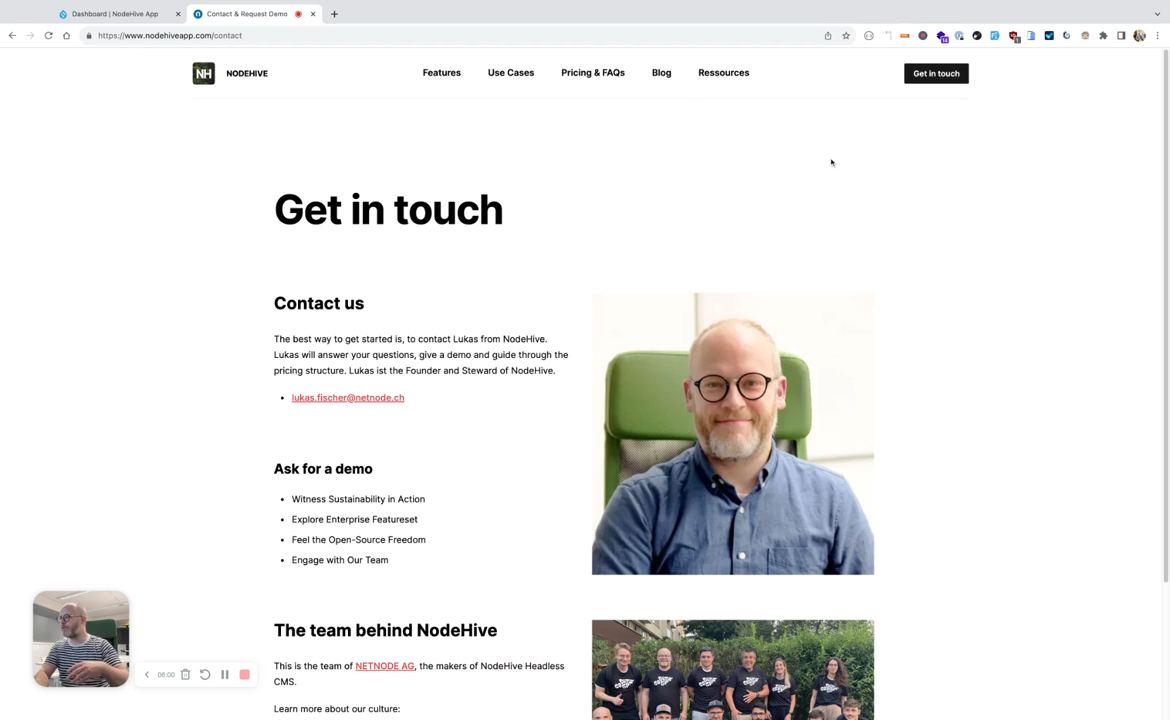 Dashboard | NodeHive App
Contact & Request Demo
https://www.nodehiveapp.com/contact
14
1
NH NODEHIVE
Features
Use Cases
Pricing & FAQs
Blog
Ressources
Get in touch
Get in touch
Contact us
The best way to get started is, to contact Lukas from NodeHive.
Lukas will answer your questions, give a demo and guide through the
pricing structure. Lukas ist the Founder and Steward of NodeHive.
lukas.fischer@netnode.ch
Ask for a demo
Witness Sustainability in Action
Explore Enterprise Featureset
Feel the Open-Source Freedom
Engage with Our Team
The team behind NodeHive
This is the team of NETNODE AG, the makers of NodeHive Headless
CMS.
Learn more about our culture:
06:00